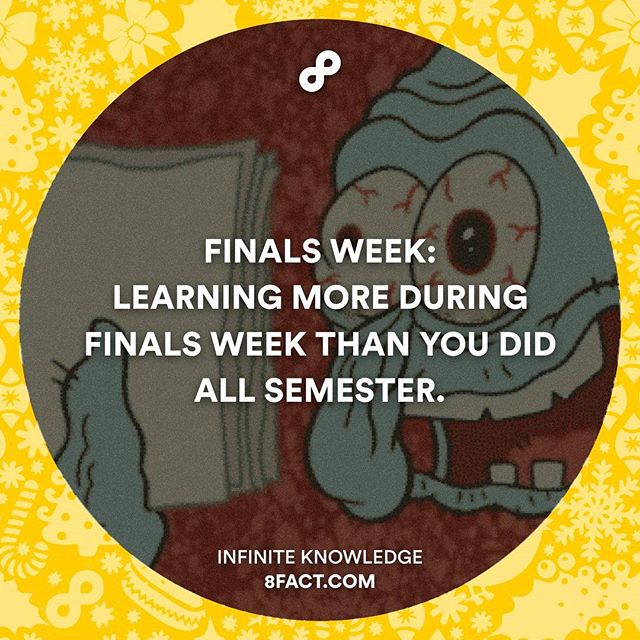 FINALS WEEK:
LEARNING MORE DURING
FINALS WEEK THAN YOU DID
ALL SEMESTER.
INFINITE KNOWLEDGE
8FACT.COM